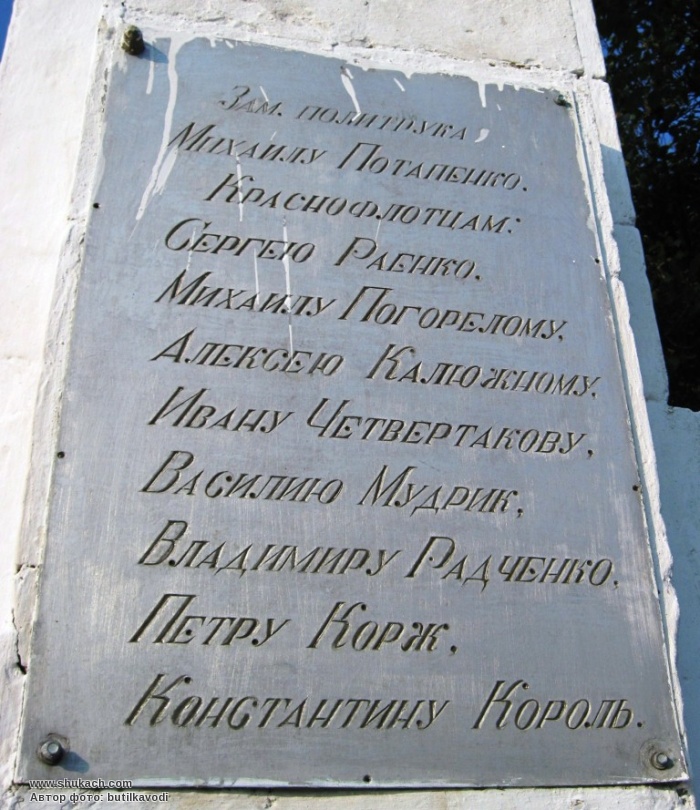 Зам. политрука,
Михаилу Потапенко.
Краснофлотцам:
Сергею Раенко.
Михаилу Погорелому.
Алексею Калюжному.
Ивану Четвертакову,
Василию Мудрик,
Владимиру Радченко,
Петру Корж,
Константину Король.
www.shukach.com
Автор фото: butilkavodi